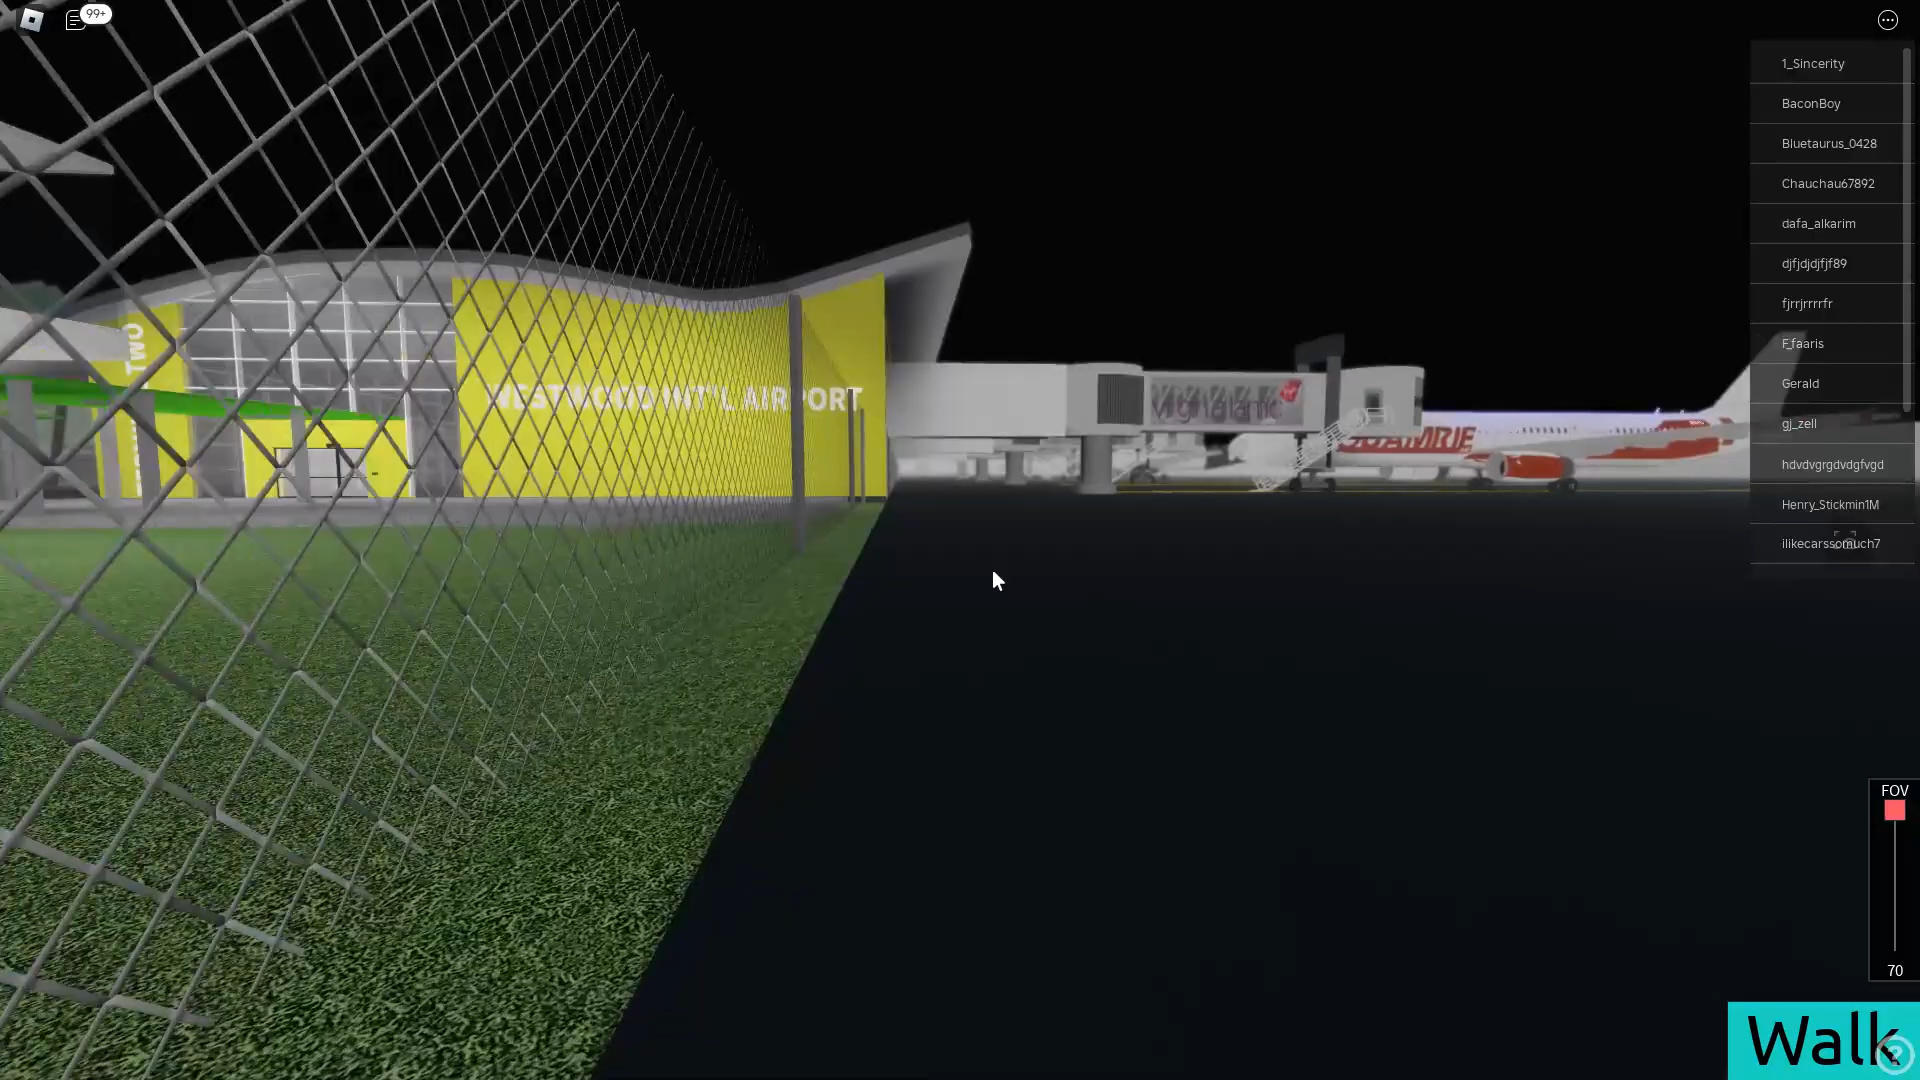 99+
1_Sincerity
BaconBoy
Bluetaurus_0428
Chauchau67892
dafa_alkarim
djfjdjdjfjf89
fjrrjrrrrfr
F_faaris
Gerald
gj_zell
hdvdvgrgdvdgfvgd
Henry_Stickmin1M
ilikecarssomuch7
TWO
WESTWOOD INT'L AIRPORT
FOV
70
Walk
?